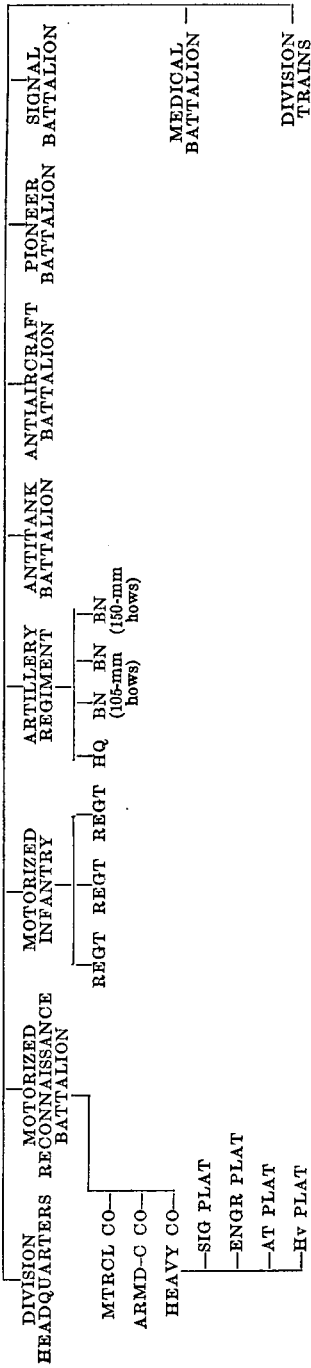 DIVISION
HEADQUARTERS
MOTORIZED
RECONNAISSANCE
BATTALION
MTRCL CO
ARMD-C CO
HEAVY CO
SIG PLAT
ENGR PLAT
AT PLAT
Hv PLAT
MOTORIZED
INFANTRY
REGT REGT REGT
ARTILLERY
REGIMENT
HQ BN BN BN
(105-mm
hows)
(150-mm
hows)
ANTITANK
BATTALION
ANTIAIRCRAFT
BATTALION
PIONEER
BATTALION
SIGNAL
BATTALION
MEDICAL
BATTALION
DIVISION
TRAINS